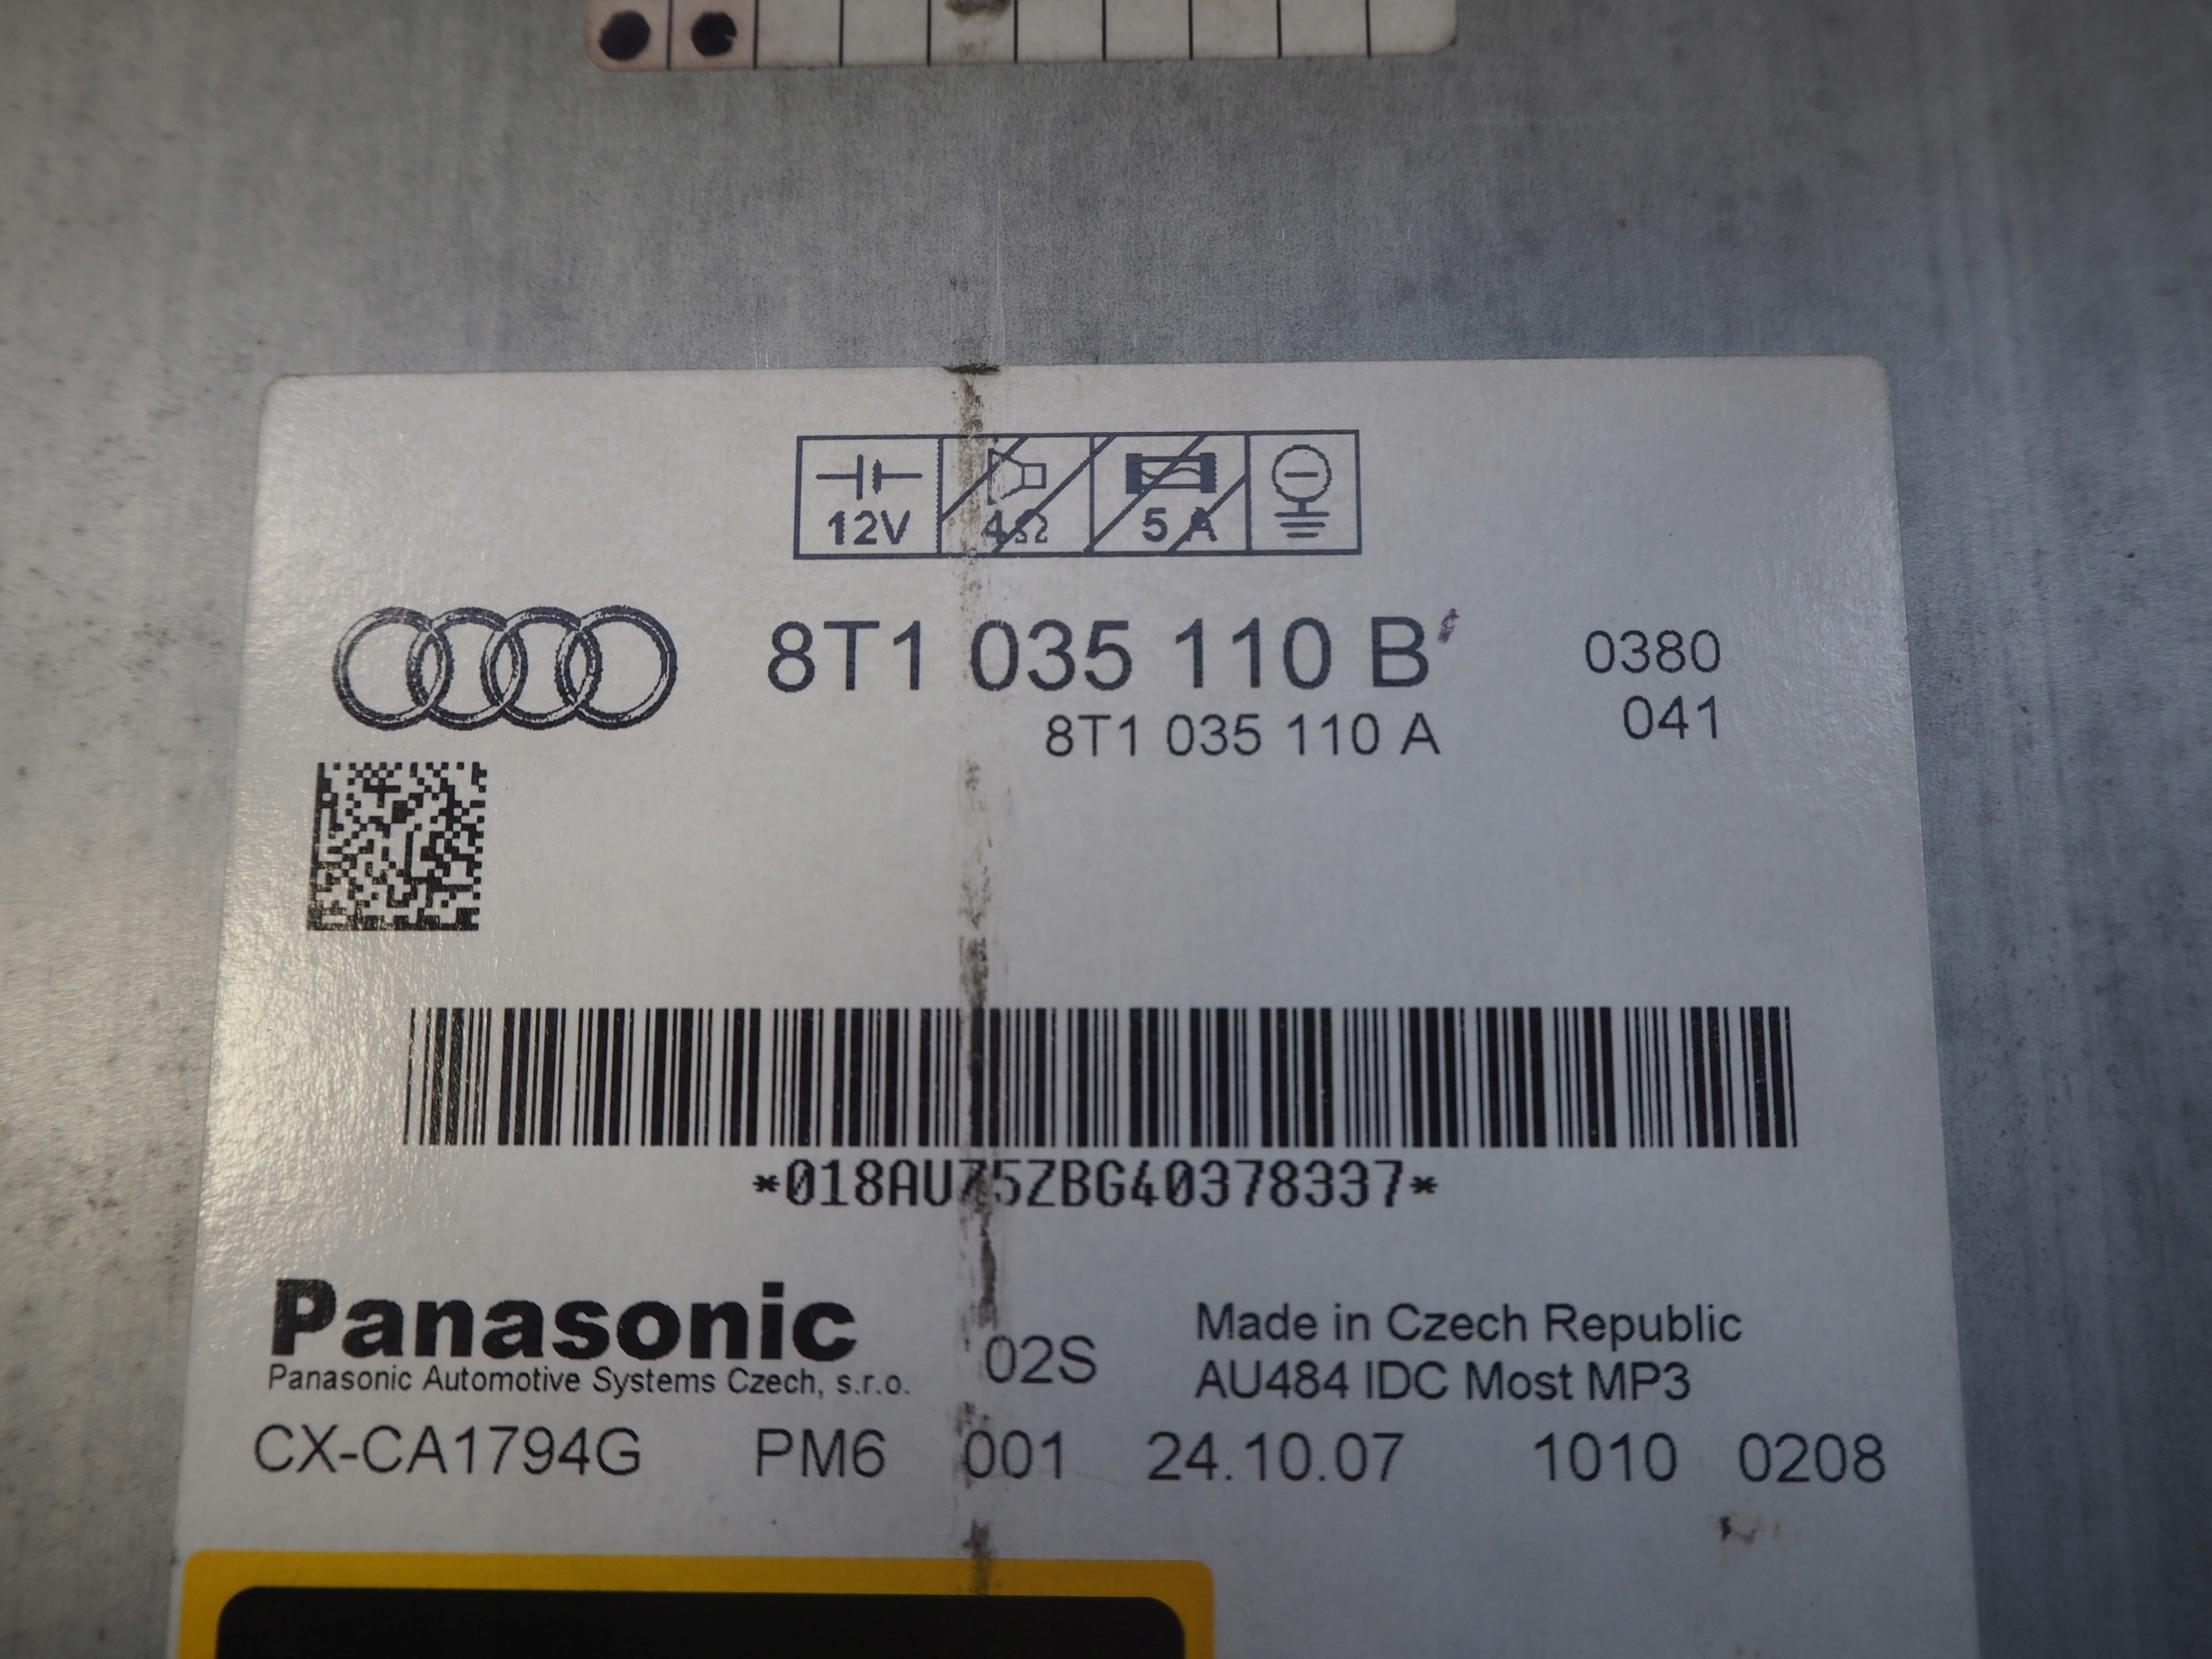 12V 4Ω 5 A
8T1 035 110 B 0380
8T1 035 110 A 041
*018AUZ5ZBG40378337*
Panasonic
Panasonic Automotive Systems Czech, s.r.o.
02S
Made in Czech Republic
AU484 IDC Most MP3
CX-CA1794G PM6 001 24.10.07 1010 0208